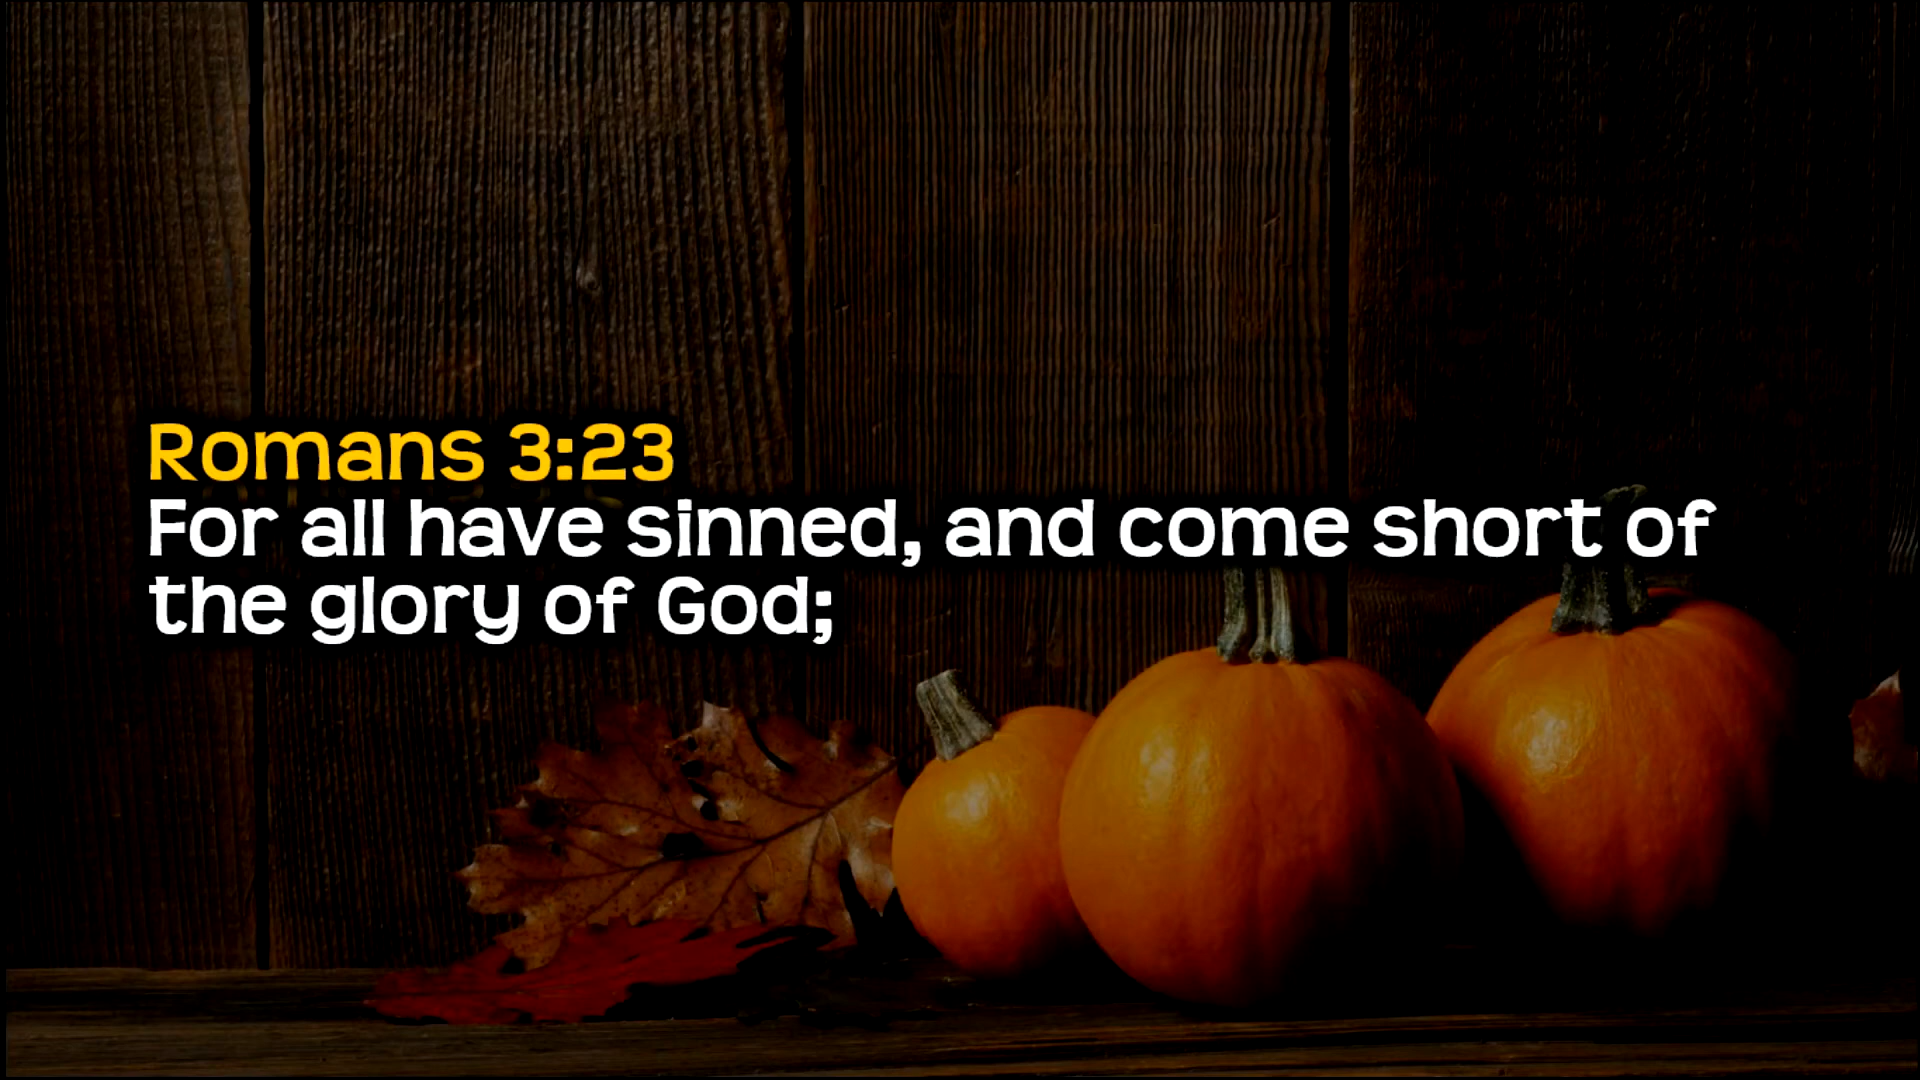 Romans 3:23
For all have sinned, and come short of
the glory of God;